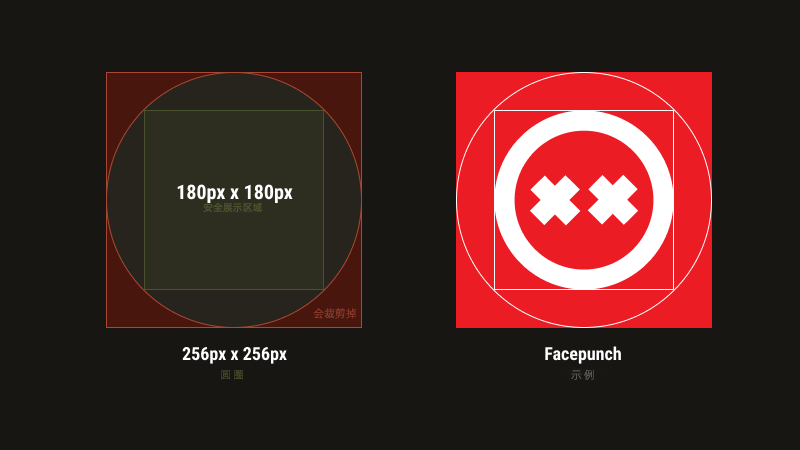 180px x 180px
安全展示区域
会裁剪掉
256px x 256px
圆圈
Facepunch
示例